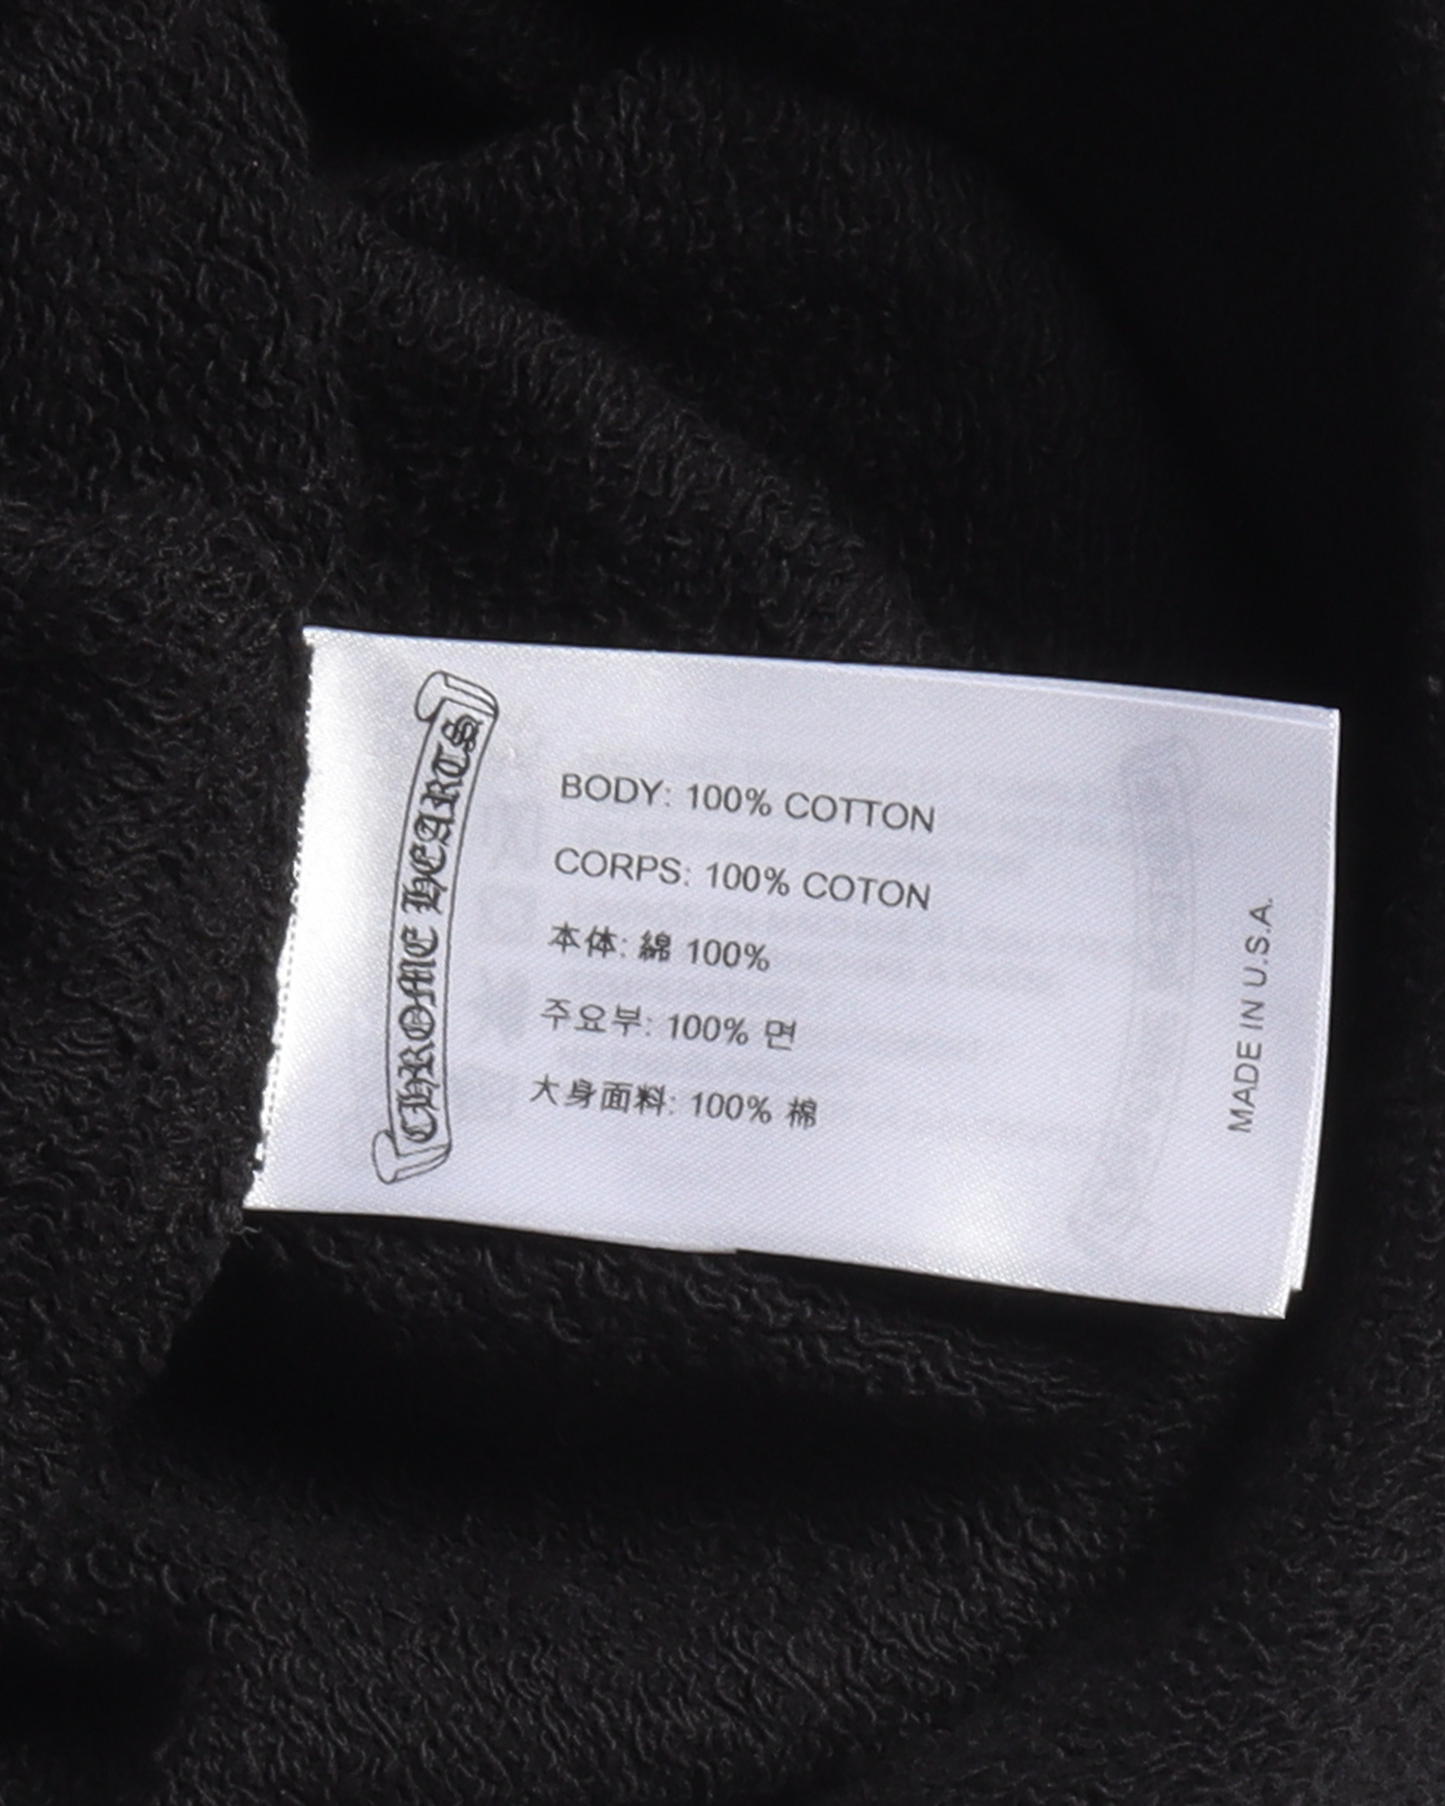 CHROME HEARTS
BODY: 100% COTTON
CORPS: 100% COTON
本体: 綿 100%
주요부: 100% 면
大身面料: 100% 棉
MADE IN U.S.A.